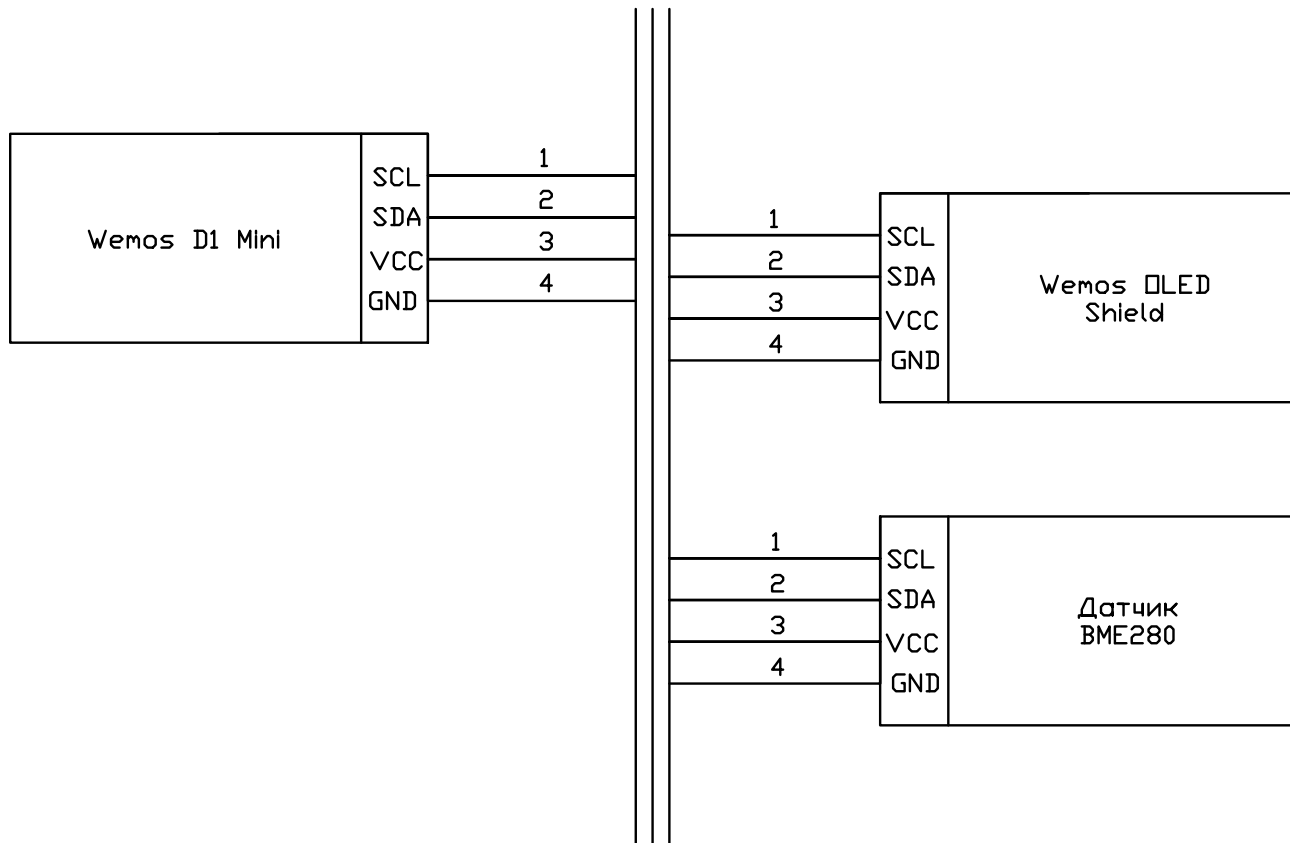 Wemos D1 Mini
SCL
SDA
VCC
GND
1
2
3
4
1
2
3
4
SCL
SDA
VCC
GND
Wemos OLED
Shield
1
2
3
4
SCL
SDA
VCC
GND
Датчик
BME280